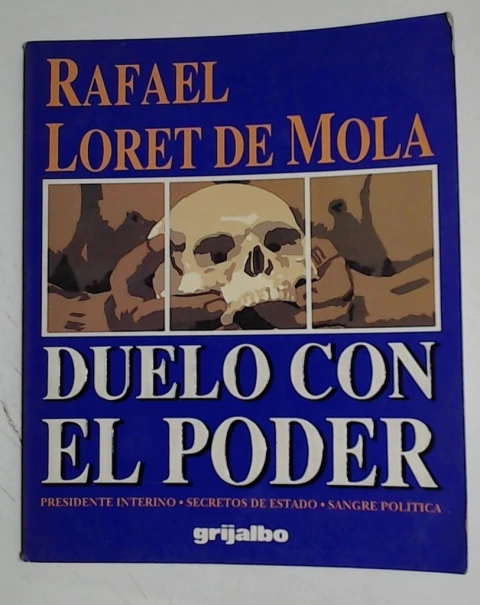 RAFAEL
LORET DE MOLA
DUELO CON
EL PODER
PRESIDENTE INTERINO • SECRETOS DE ESTADO • SANGRE POLÍTICA
grijalbo